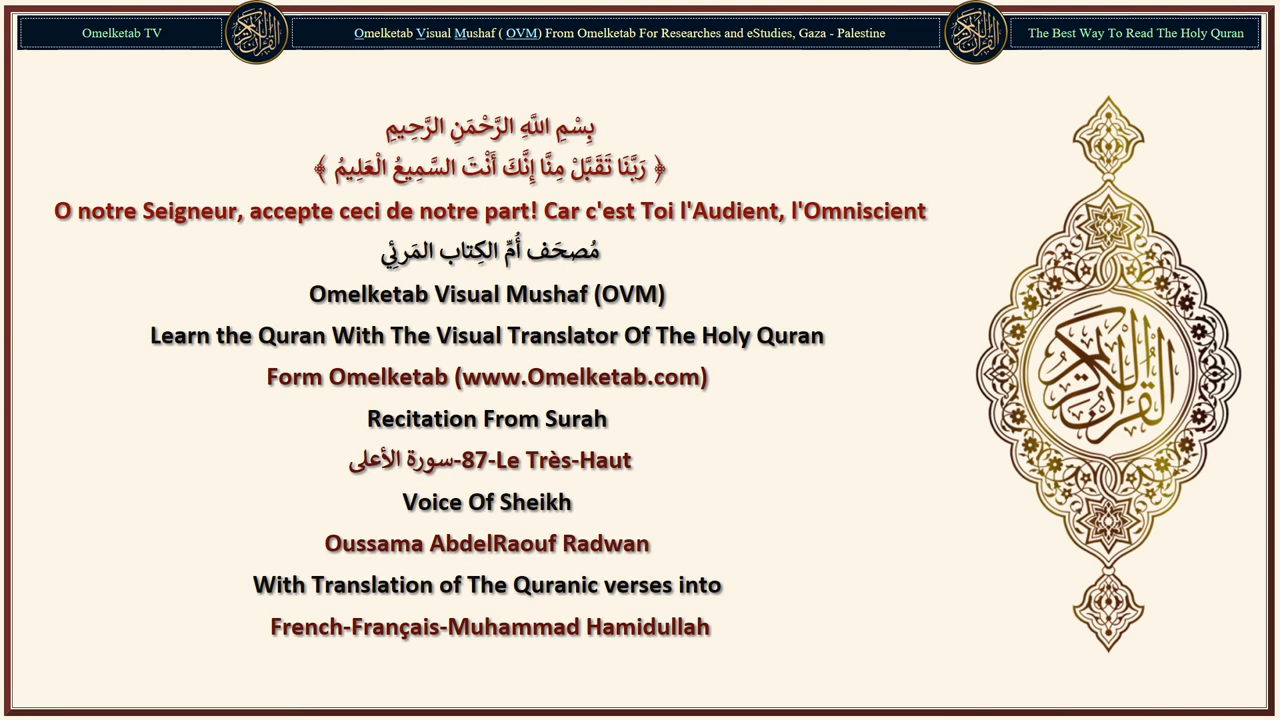 Omelketab TV
Omelketab Visual Mushaf ( OVM) From Omelketab For Researches and eStudies, Gaza - Palestine
The Best Way To Read The Holy Quran
بِسْمِ اللَّهِ الرَّحْمَنِ الرَّحِيمِ
﴿ رَبَّنَا تَقَبَّلْ مِنَّا إِنَّكَ أَنْتَ السَّمِيعُ الْعَلِيمُ ﴾
O notre Seigneur, accepte ceci de notre part! Car c'est Toi l'Audient, l'Omniscient
مُصحَف أُمِّ الكِتاب المَرئِي
Omelketab Visual Mushaf (OVM)
Learn the Quran With The Visual Translator Of The Holy Quran
Form Omelketab (www.Omelketab.com)
Recitation From Surah
سورة الأعلى-87-Le Très-Haut
Voice Of Sheikh
Oussama AbdelRaouf Radwan
With Translation of The Quranic verses into
French-Français-Muhammad Hamidullah
القرآن الكريم